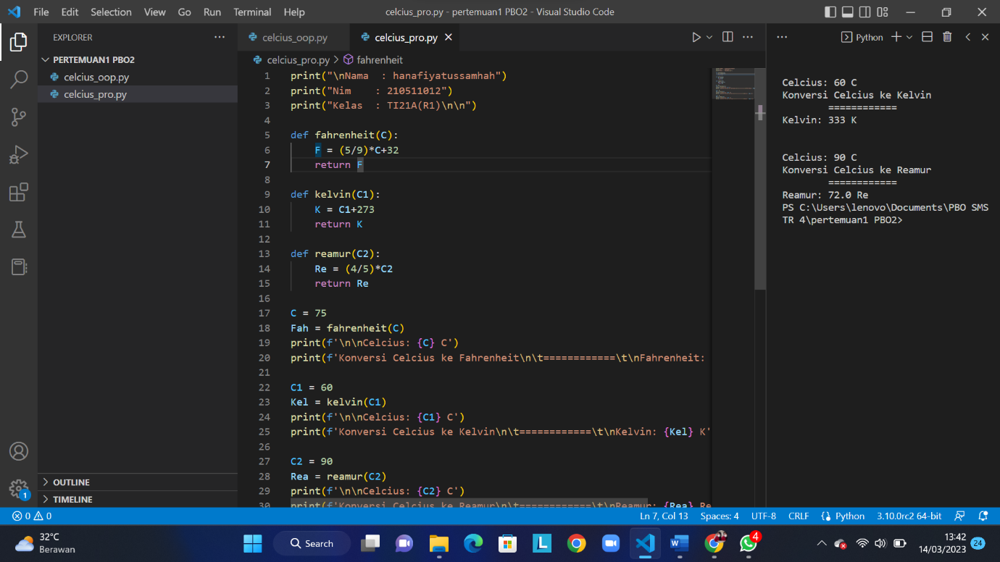 File Edit Selection View Go Run Terminal Help
celcius_pro.py - pertemuan1 PBO2 - Visual Studio Code
EXPLORER
PERTEMUAN1 PBO2
celcius_oop.py
celcius_pro.py
OUTLINE
TIMELINE
celcius_oop.py
celcius_pro.py
celcius_pro.py > fahrenheit
1 print("\nNama  : hanafiyatussamhah")
2 print("Nim    : 210511012")
3 print("Kelas  : TI21A(R1)\n\n")
4
5 def fahrenheit(C):
6     F = (5/9)*C+32
7     return F
8
9 def kelvin(C1):
10     K = C1+273
11     return K
12
13 def reamur(C2):
14     Re = (4/5)*C2
15     return Re
16
17 C = 75
18 Fah = fahrenheit(C)
19 print(f'\n\nCelcius: {C} C')
20 print(f'Konversi Celcius ke Fahrenheit\n\t============\t\nFahrenheit:
21
22 C1 = 60
23 Kel = kelvin(C1)
24 print(f'\n\nCelcius: {C1} C')
25 print(f'Konversi Celcius ke Kelvin\n\t============\t\nKelvin: {Kel} K'
26
27 C2 = 90
28 Rea = reamur(C2)
29 print(f'\n\nCelcius: {C2} C')
30 print(f'Konversi Celcius ke Reamur\n\t============\t\nReamur: {Rea} Re
Python
Celcius: 60 C
Konversi Celcius ke Kelvin
        ============
Kelvin: 333 K
Celcius: 90 C
Konversi Celcius ke Reamur
        ============
Reamur: 72.0 Re
PS C:\Users\lenovo\Documents\PBO SMS
TR 4\pertemuan1 PBO2>
1
0 0
Ln 7, Col 13 Spaces: 4 UTF-8 CRLF Python 3.10.0rc2 64-bit
32°C
Berawan
Search
L
W
4
13:42
14/03/2023
24